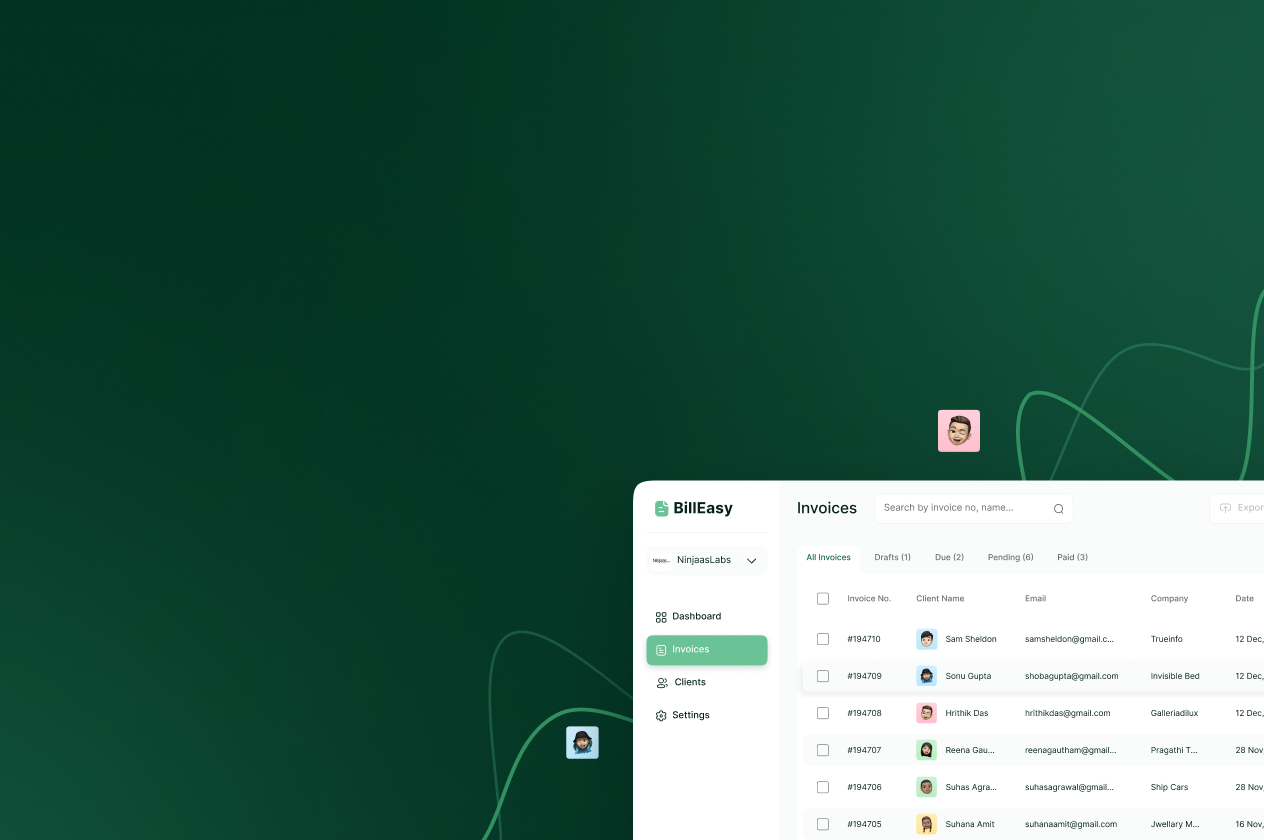 BillEasy
NinjaasLabs
Dashboard
Invoices
Clients
Settings
Invoices
Search by invoice no, name...
Expor
All Invoices Drafts (1) Due (2) Pending (6) Paid (3)
Invoice No. Client Name Email Company Date
#194710 Sam Sheldon samsheldon@gmail.c... Trueinfo 12 Dec,
#194709 Sonu Gupta shobagupta@gmail.com Invisible Bed 12 Dec,
#194708 Hrithik Das hrithikdas@gmail.com Galleriadilux 12 Dec,
#194707 Reena Gau... reenagautham@gmail... Pragathi T... 28 Nov,
#194706 Suhas Agra... suhasagrawal@gmail... Ship Cars 28 Nov,
#194705 Suhana Amit suhanaamit@gmail.com Jwellary M... 16 Nov,